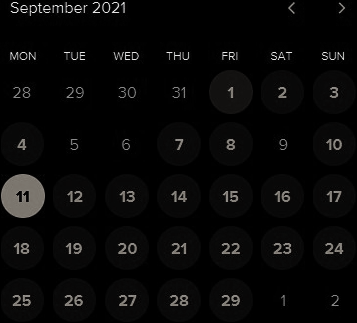 September 2021
MON TUE WED THU FRI SAT SUN
28 29 30 31 1 2 3
4 5 6 7 8 9 10
11 12 13 14 15 16 17
18 19 20 21 22 23 24
25 26 27 28 29 1 2